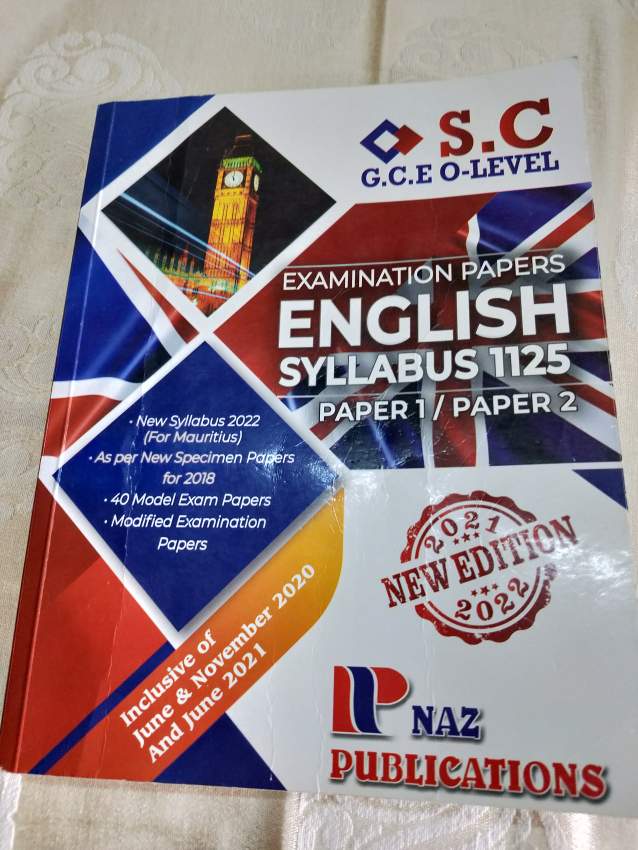 S.C
G.C.E O-LEVEL
EXAMINATION PAPERS
ENGLISH
SYLLABUS 1125
PAPER 1 / PAPER 2
• New Syllabus 2022
(For Mauritius)
• As per New Specimen Papers
for 2018
• 40 Model Exam Papers
• Modified Examination
Papers
2021
NEW EDITION
2022
Inclusive of
June & November 2020
And June 2021
NAZ
PUBLICATIONS